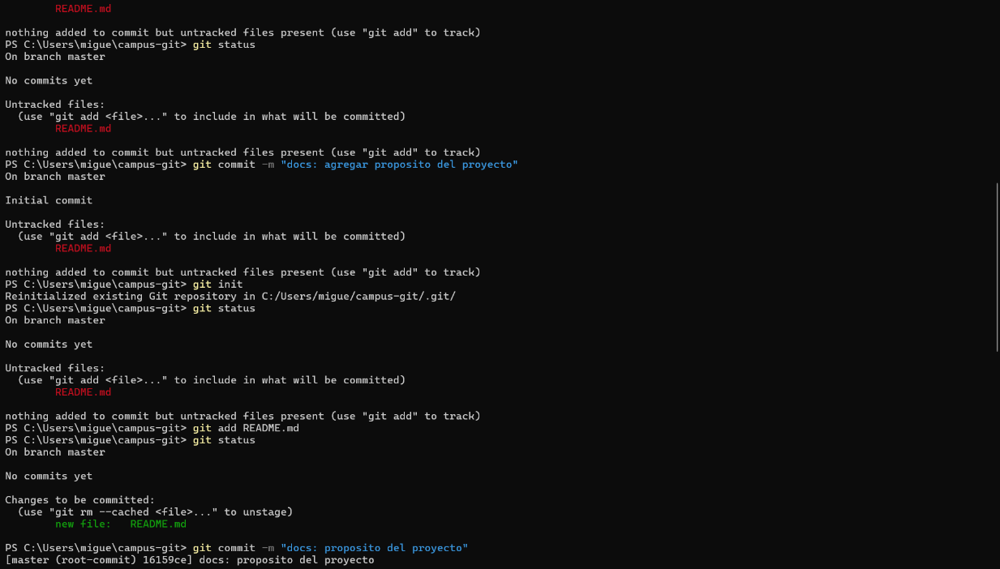 README.md
nothing added to commit but untracked files present (use "git add" to track)
PS C:\Users\migue\campus-git> git status
On branch master
No commits yet
Untracked files:
(use "git add <file>..." to include in what will be committed)
README.md
nothing added to commit but untracked files present (use "git add" to track)
PS C:\Users\migue\campus-git> git commit -m "docs: agregar proposito del proyecto"
On branch master
Initial commit
Untracked files:
(use "git add <file>..." to include in what will be committed)
README.md
nothing added to commit but untracked files present (use "git add" to track)
PS C:\Users\migue\campus-git> git init
Reinitialized existing Git repository in C:/Users/migue/campus-git/.git/
PS C:\Users\migue\campus-git> git status
On branch master
No commits yet
Untracked files:
(use "git add <file>..." to include in what will be committed)
README.md
nothing added to commit but untracked files present (use "git add" to track)
PS C:\Users\migue\campus-git> git add README.md
PS C:\Users\migue\campus-git> git status
On branch master
No commits yet
Changes to be committed:
(use "git rm --cached <file>..." to unstage)
new file:   README.md
PS C:\Users\migue\campus-git> git commit -m "docs: proposito del proyecto"
[master (root-commit) 16159ce] docs: proposito del proyecto